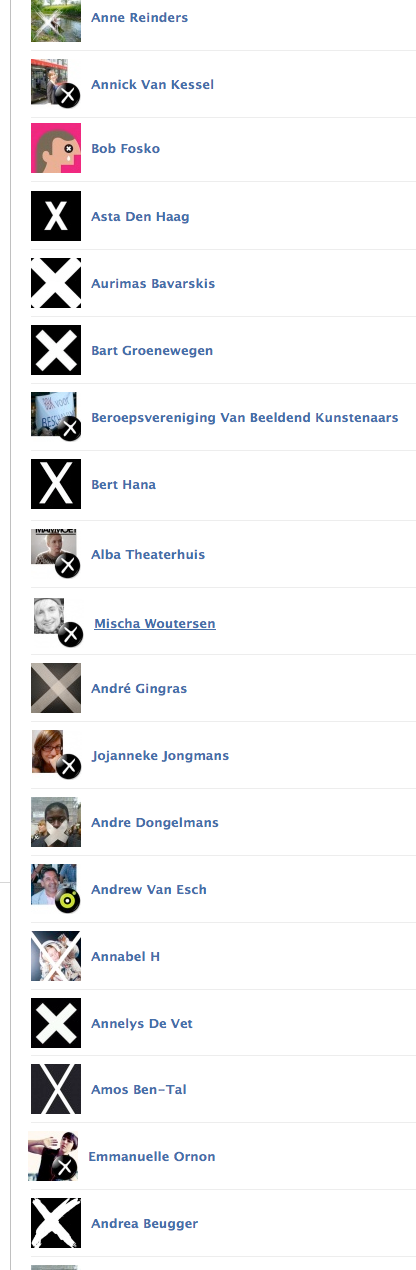 Anne Reinders
Annick Van Kessel
Bob Fosko
Asta Den Haag
Aurimas Bavarskis
Bart Groenewegen
voor
Beroepsvereniging Van Beeldend Kunstenaars
Bert Hana
MAMMOET
Alba Theaterhuis
Mischa Woutersen
André Gingras
Jojanneke Jongmans
Andre Dongelmans
Andrew Van Esch
Annabel H
Annelys De Vet
Amos Ben-Tal
Emmanuelle Ornon
Andrea Beugger